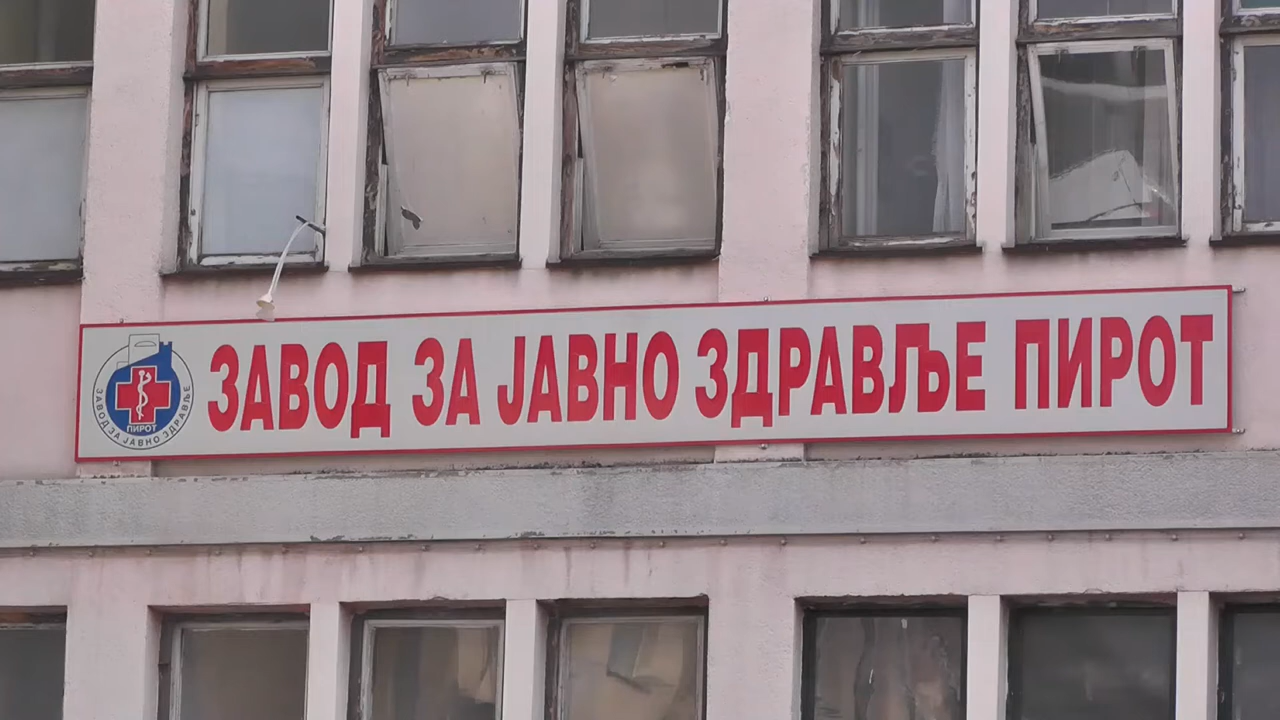 ЗАВОД ЗА ЈАВНО ЗДРАВЉЕ ПИРОТ
ПИРОТ
ЗАВОД ЗА ЈАВНО ЗДРАВЉЕ